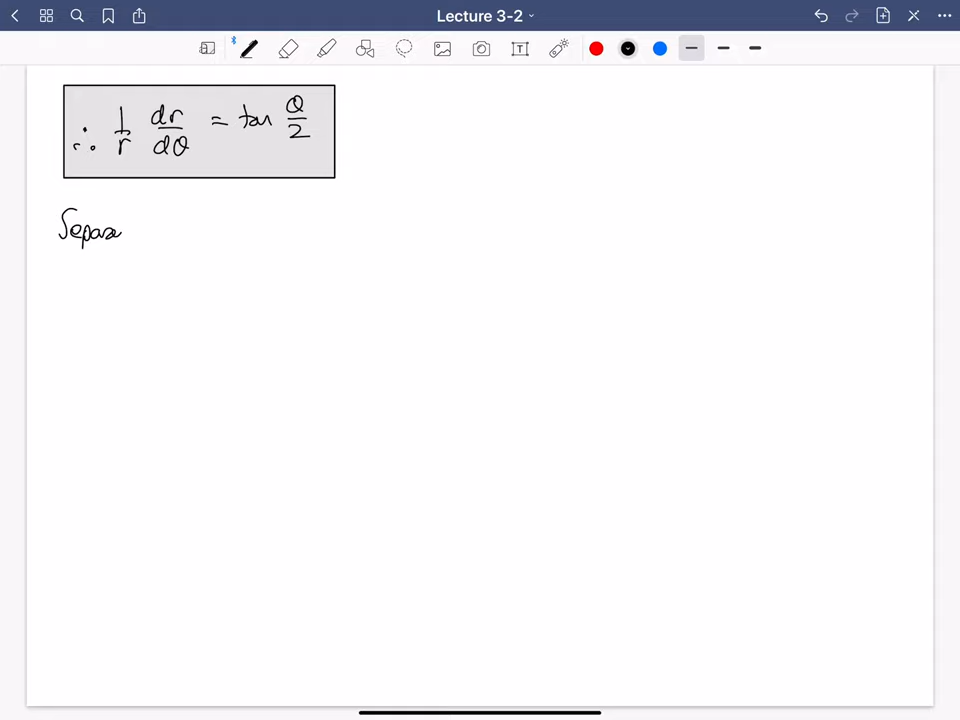 Lecture 3-2
∴ 1/r dr/dθ = tan θ/2
Separa